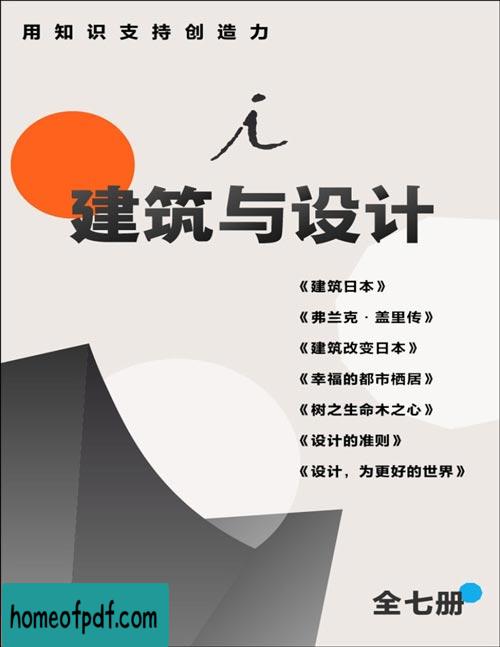 用知识支持创造力
i
建筑与设计
《建筑日本》
《弗兰克·盖里传》
《建筑改变日本》
《幸福的都市栖居》
《树之生命木之心》
《设计的准则》
《设计，为更好的世界》
全七册
homeofpdf.com